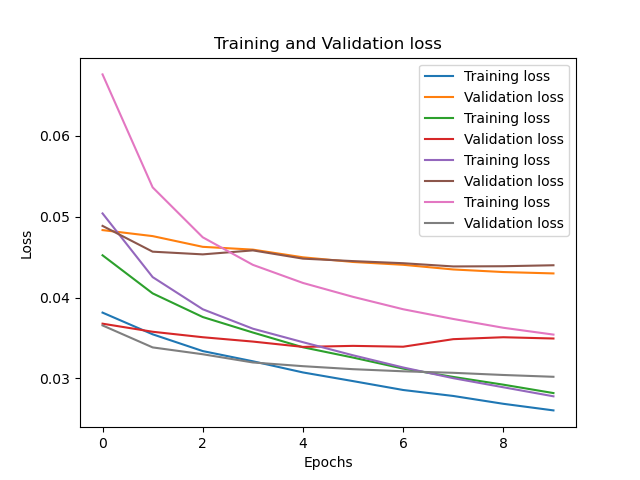 Training and Validation loss
Training loss
Validation loss
Training loss
Validation loss
Training loss
Validation loss
Training loss
Validation loss
Loss
0.06
0.05
0.04
0.03
0 2 4 6 8
Epochs